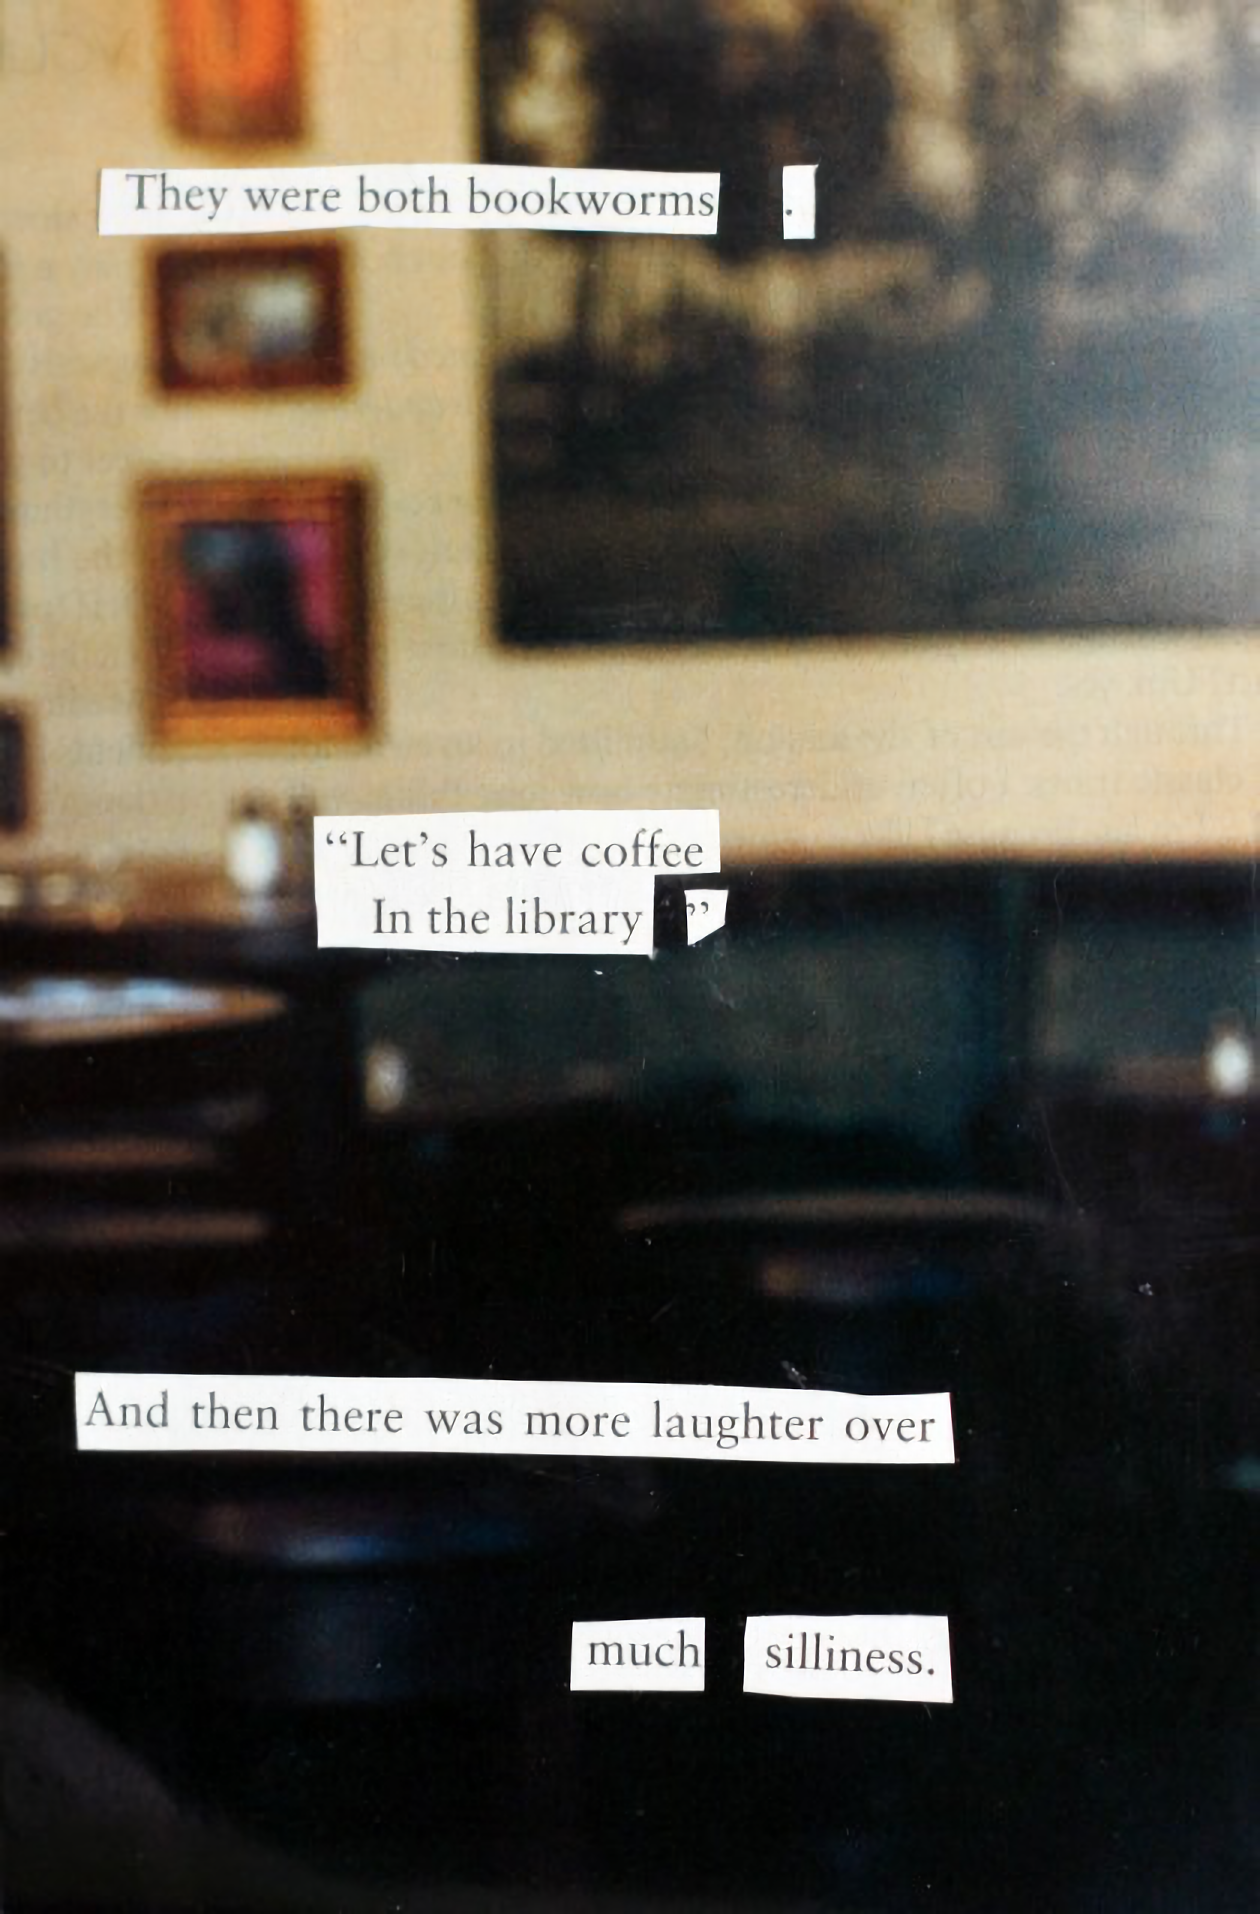 They were both bookworms .
“Let’s have coffee
In the library ”
And then there was more laughter over
much silliness.